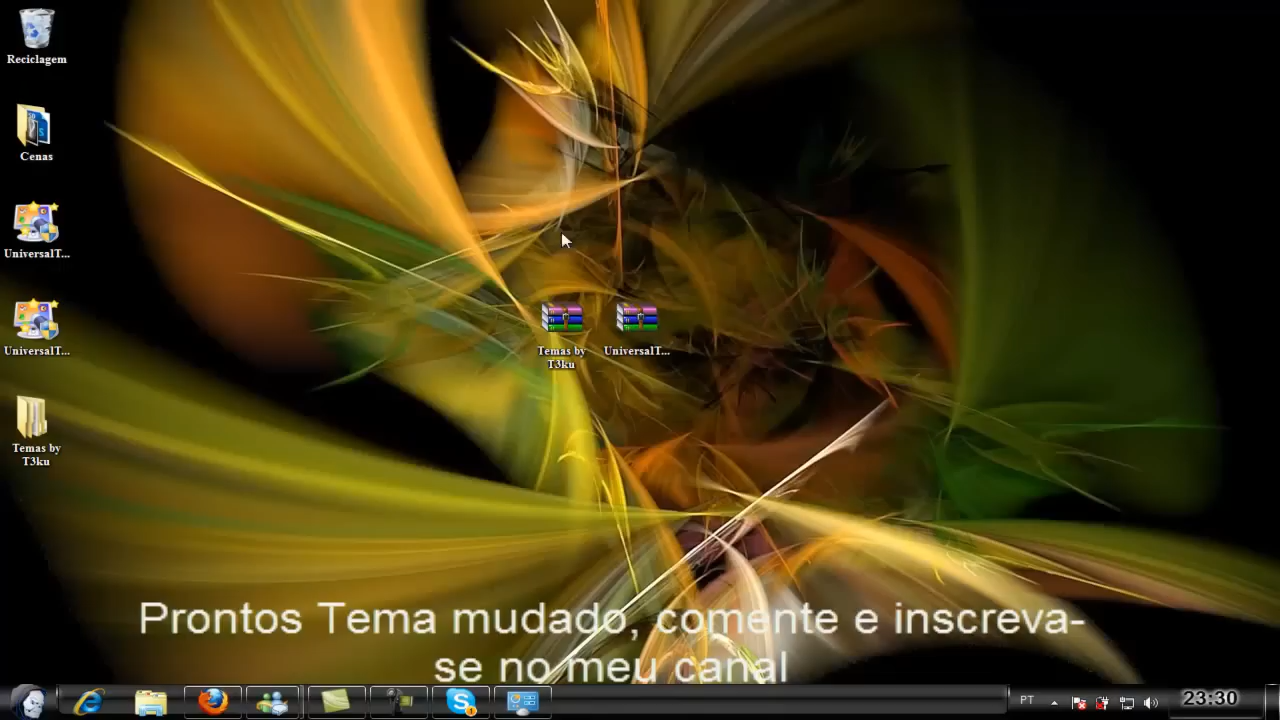 Reciclagem
Cenas
UniversalT...
UniversalT...
Temas by
T3ku
Temas by
T3ku
UniversalT...
Prontos Tema mudado, comente e inscreva-
se no meu canal
PT
23:30